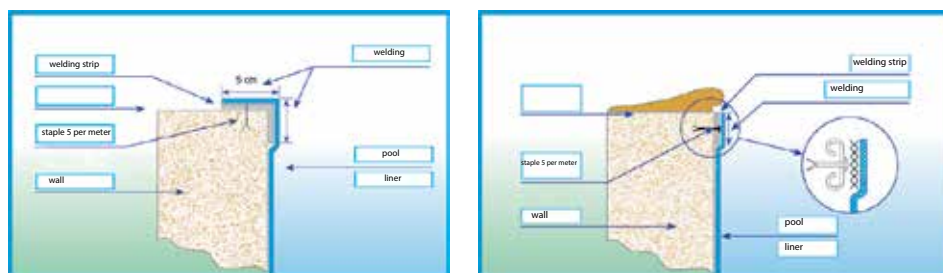 welding
welding strip
5 cm
staple 5 per meter
pool
wall
liner
welding strip
welding
staple 5 per meter
wall
pool
liner